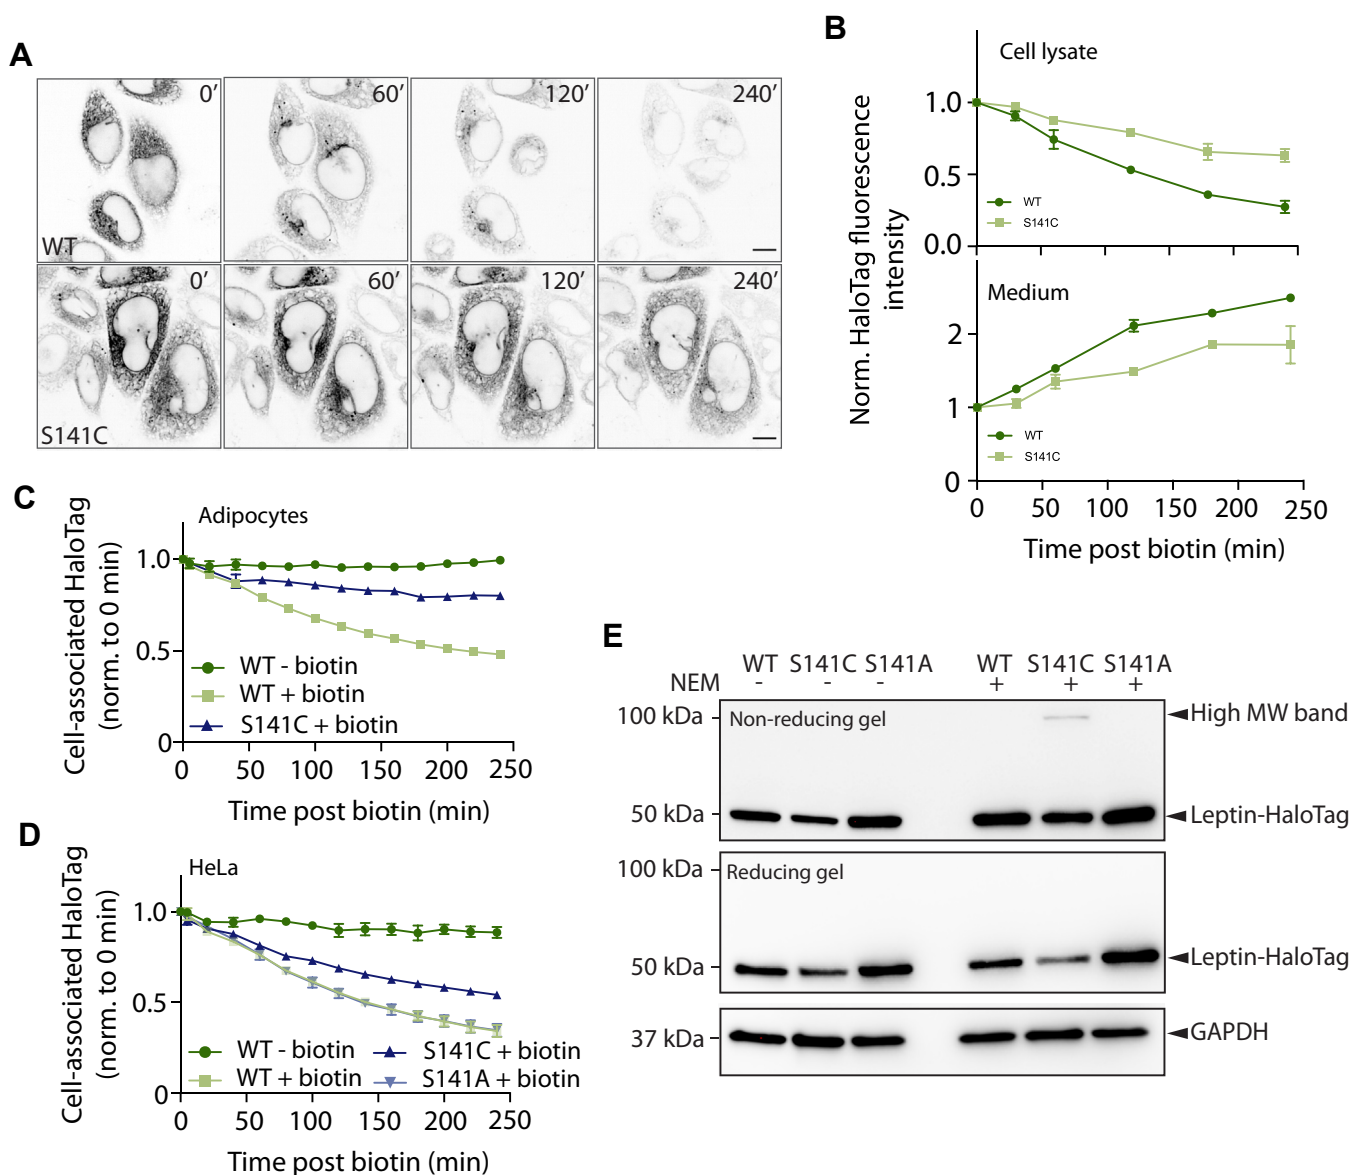 A
0′ 60′ 120′ 240′
WT
0′ 60′ 120′ 240′
S141C
B
Norm. HaloTag fluorescence
intensity
Cell lysate
1.0
0.5
0.0
WT
S141C
Medium
2
1
0
WT
S141C
0 50 100 150 200 250
Time post biotin (min)
C
Cell-associated HaloTag
(norm. to 0 min)
Adipocytes
1.0
0.5
0
WT - biotin
WT + biotin
S141C + biotin
0 50 100 150 200 250
Time post biotin (min)
D
Cell-associated HaloTag
(norm. to 0 min)
HeLa
1.0
0.5
0
WT - biotin S141C + biotin
WT + biotin S141A + biotin
0 50 100 150 200 250
Time post biotin (min)
E
WT S141C S141A WT S141C S141A
NEM - - - + + +
100 kDa Non-reducing gel High MW band
50 kDa Leptin-HaloTag
100 kDa Reducing gel
50 kDa Leptin-HaloTag
37 kDa GAPDH